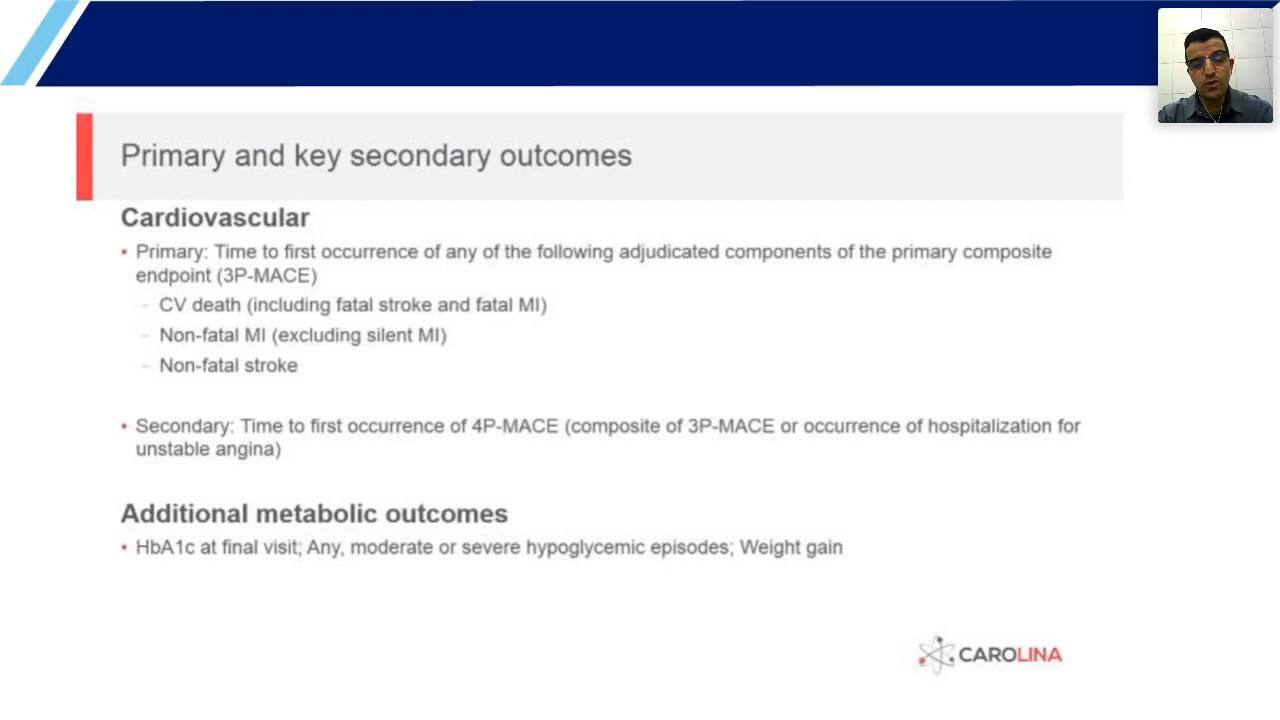 Primary and key secondary outcomes
Cardiovascular
▪ Primary: Time to first occurrence of any of the following adjudicated components of the primary composite
endpoint (3P-MACE)
– CV death (including fatal stroke and fatal MI)
– Non-fatal MI (excluding silent MI)
– Non-fatal stroke
▪ Secondary: Time to first occurrence of 4P-MACE (composite of 3P-MACE or occurrence of hospitalization for
unstable angina)
Additional metabolic outcomes
▪ HbA1c at final visit; Any, moderate or severe hypoglycemic episodes; Weight gain
CAROLINA